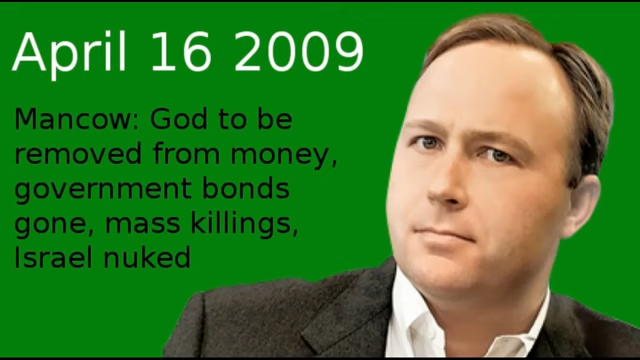 April 16 2009
Mancow: God to be
removed from money,
government bonds
gone, mass killings,
Israel nuked